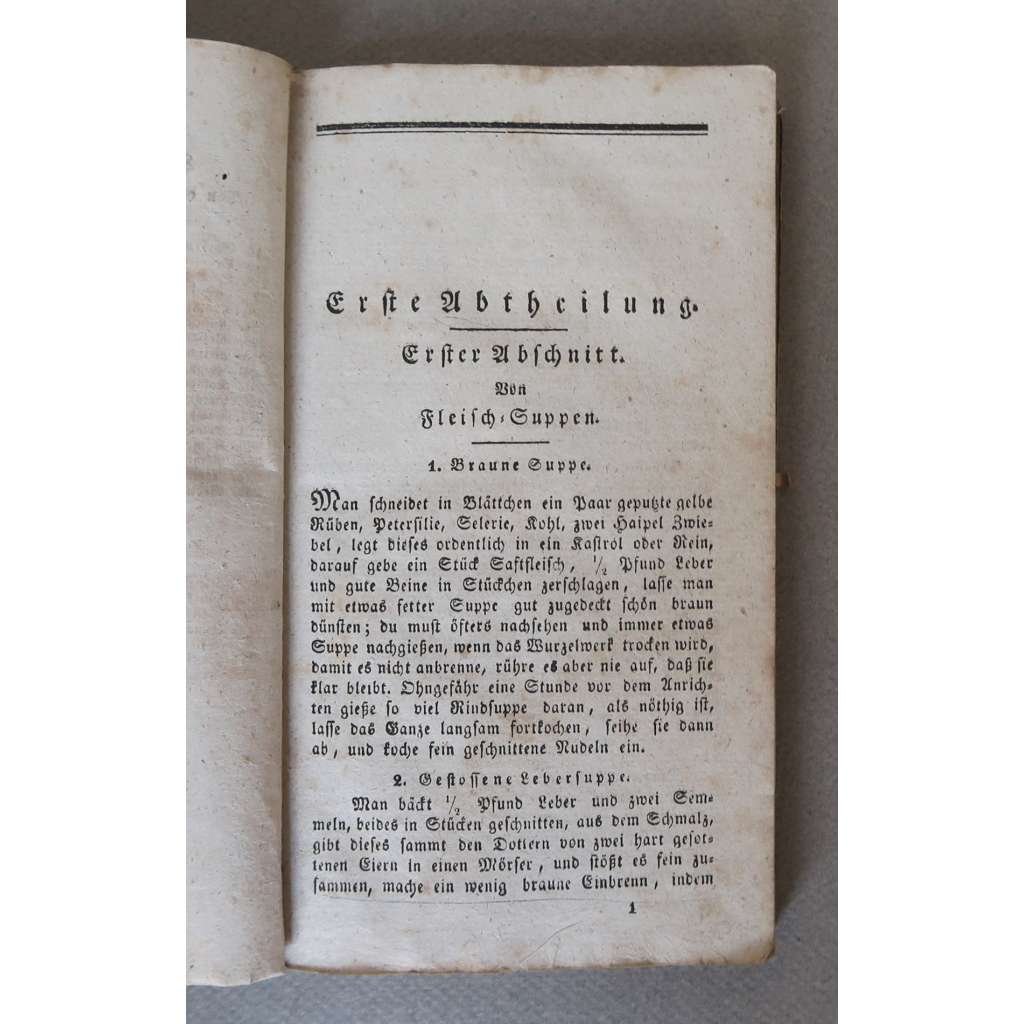 Erste Abtheilung.
Erster Abschnitt.
Von
Fleisch-Suppen.
1. Braune Suppe.
Man schneidet in Blättchen ein Paar geputzte gelbe
Rüben, Petersilie, Selerie, Kohl, zwei Haipel Zwie-
bel, legt dieses ordentlich in ein Kastrol oder Rein,
darauf gebe ein Stück Saftfleisch, 1/2 Pfund Leber
und gute Beine in Stückchen zerschlagen, lasse man
mit etwas fetter Suppe gut zugedeckt schön braun
dünsten; du must öfters nachsehen und immer etwas
Suppe nachgießen, wenn das Wurzelwerk trocken wird,
damit es nicht anbrenne, rühre es aber nie auf, daß sie
klar bleibt. Ohngefähr eine Stunde vor dem Anrich-
ten gieße so viel Rindsuppe daran, als nöthig ist,
lasse das Ganze langsam fortkochen, seihe sie dann
ab, und koche fein geschnittene Nudeln ein.
2. Gestossene Lebersuppe.
Man bäckt 1/2 Pfund Leber und zwei Sem-
meln, beides in Stücken geschnitten, aus dem Schmalz,
gibt dieses sammt den Dottern von zwei hart gesot-
tenen Eiern in einen Mörser, und stößt es fein zu-
sammen, mache ein wenig braune Einbrenn, indem
1